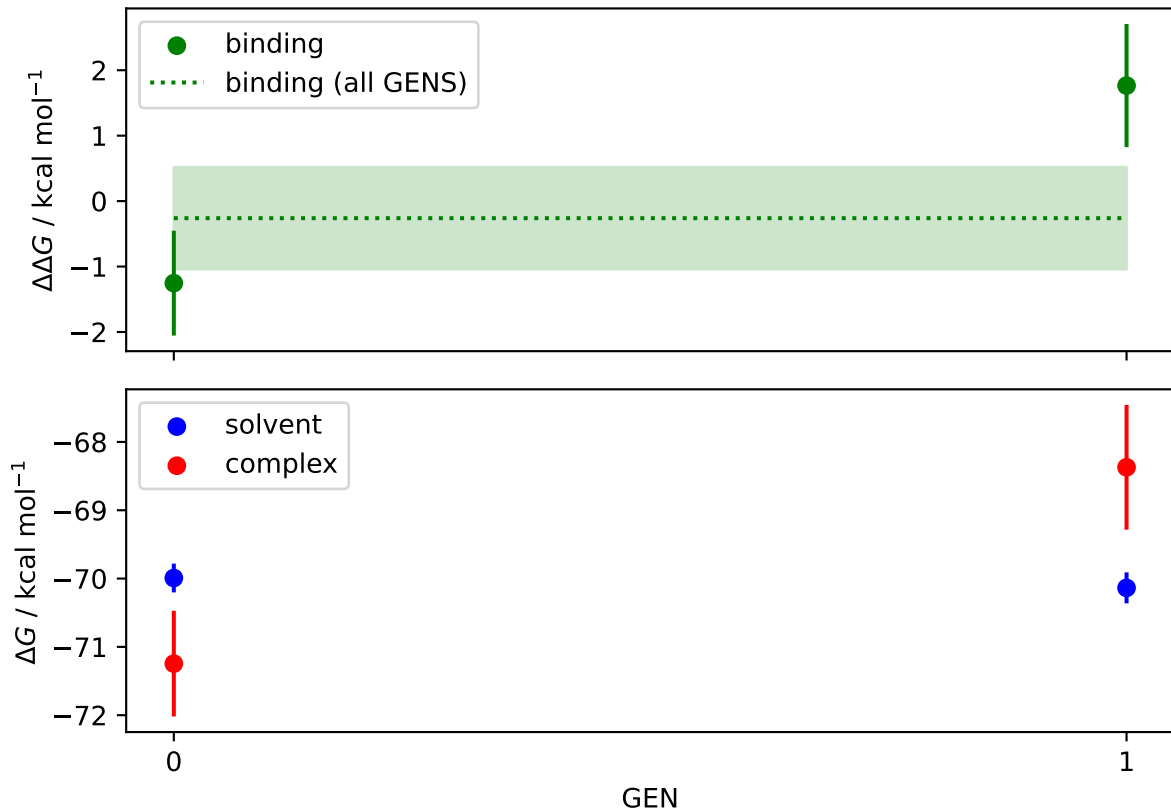 binding
binding (all GENS)
ΔΔG / kcal mol⁻¹
2
1
0
−1
−2
solvent
complex
ΔG / kcal mol⁻¹
−68
−69
−70
−71
−72
0
1
GEN